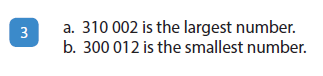 3
a. 310 002 is the largest number.
b. 300 012 is the smallest number.